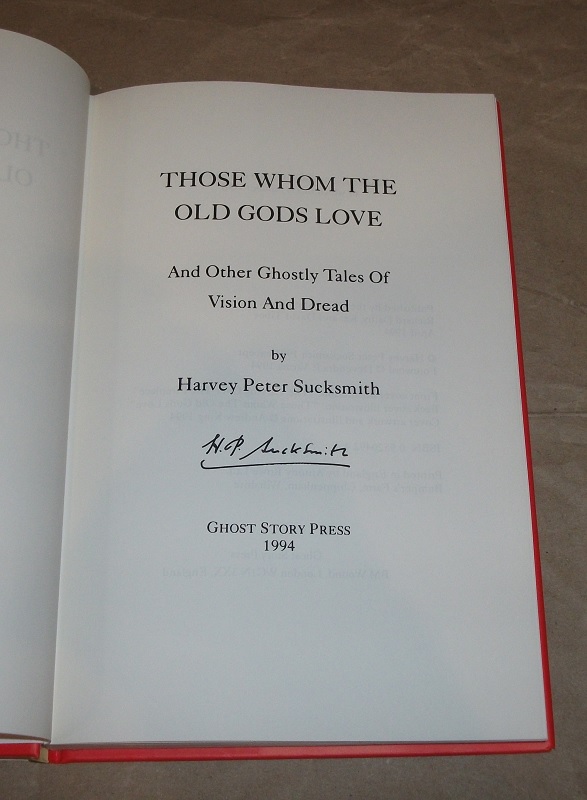 THOSE WHOM THE
OLD GODS LOVE
And Other Ghostly Tales Of
Vision And Dread
by
Harvey Peter Sucksmith
H.P. Sucksmith
GHOST STORY PRESS
1994